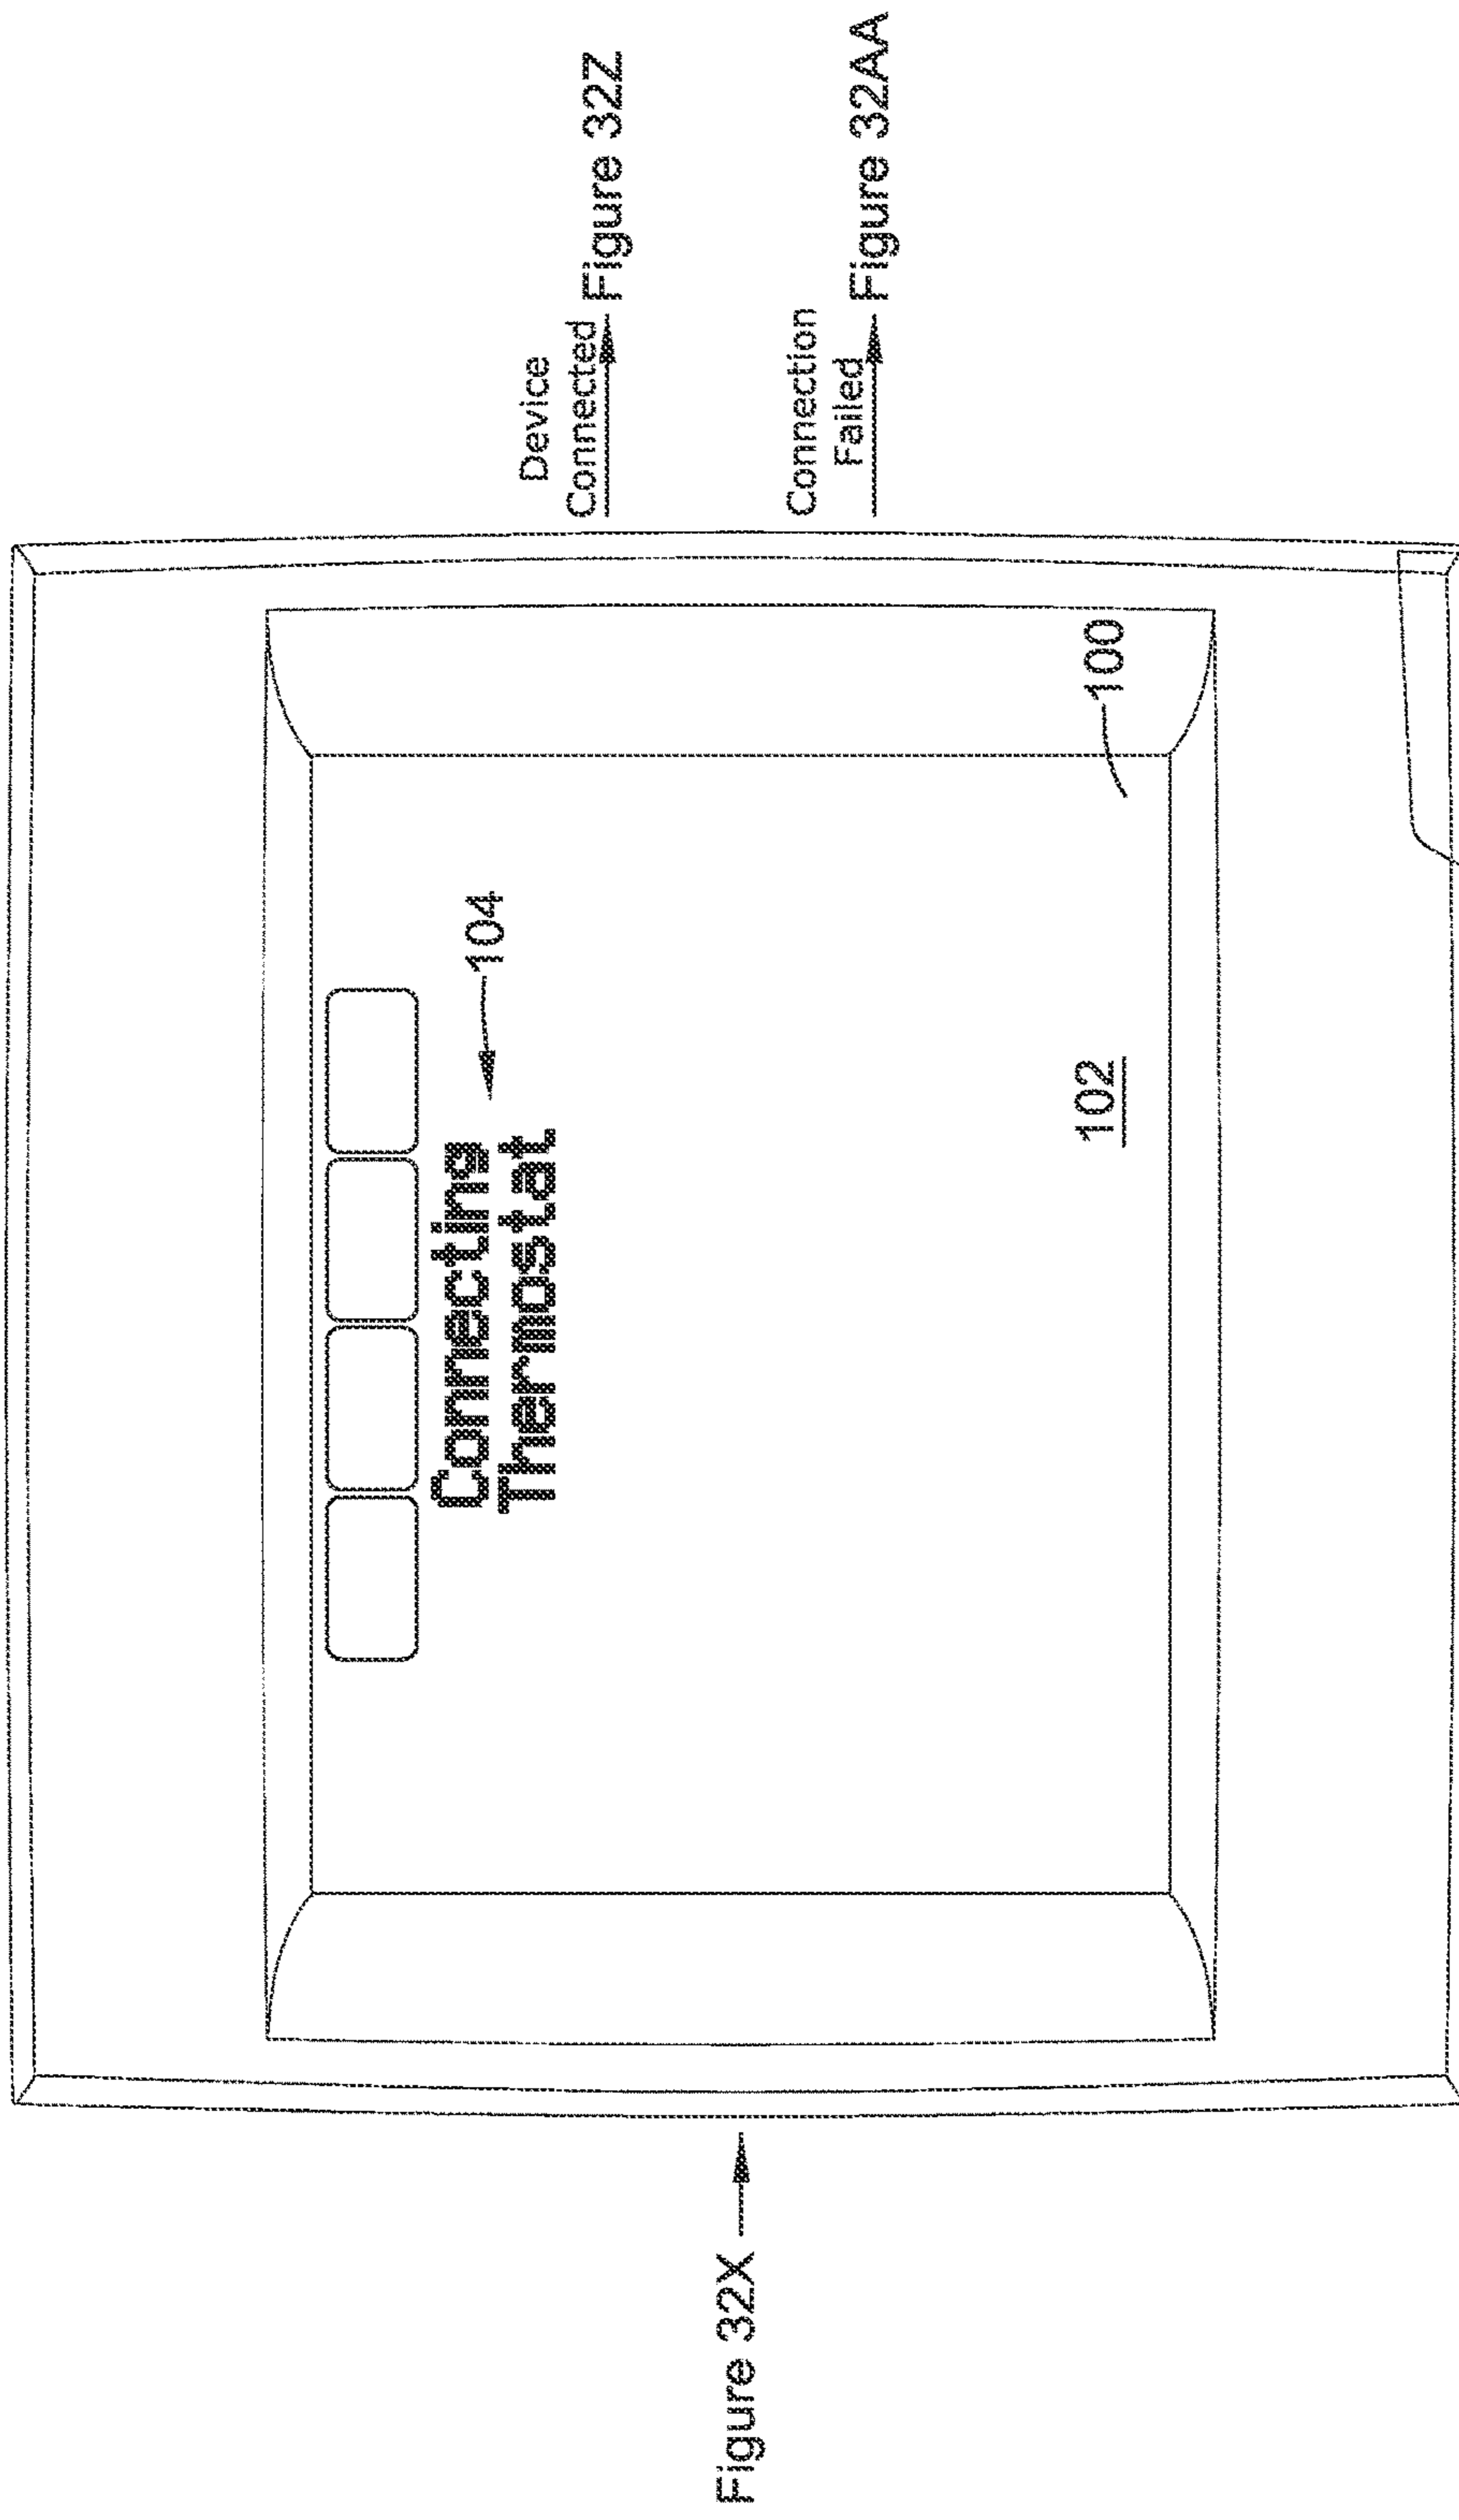 Figure 32X
Connecting
Thermostat
104
102
100
Device
Connected
Figure 32Z
Connection
Failed
Figure 32AA